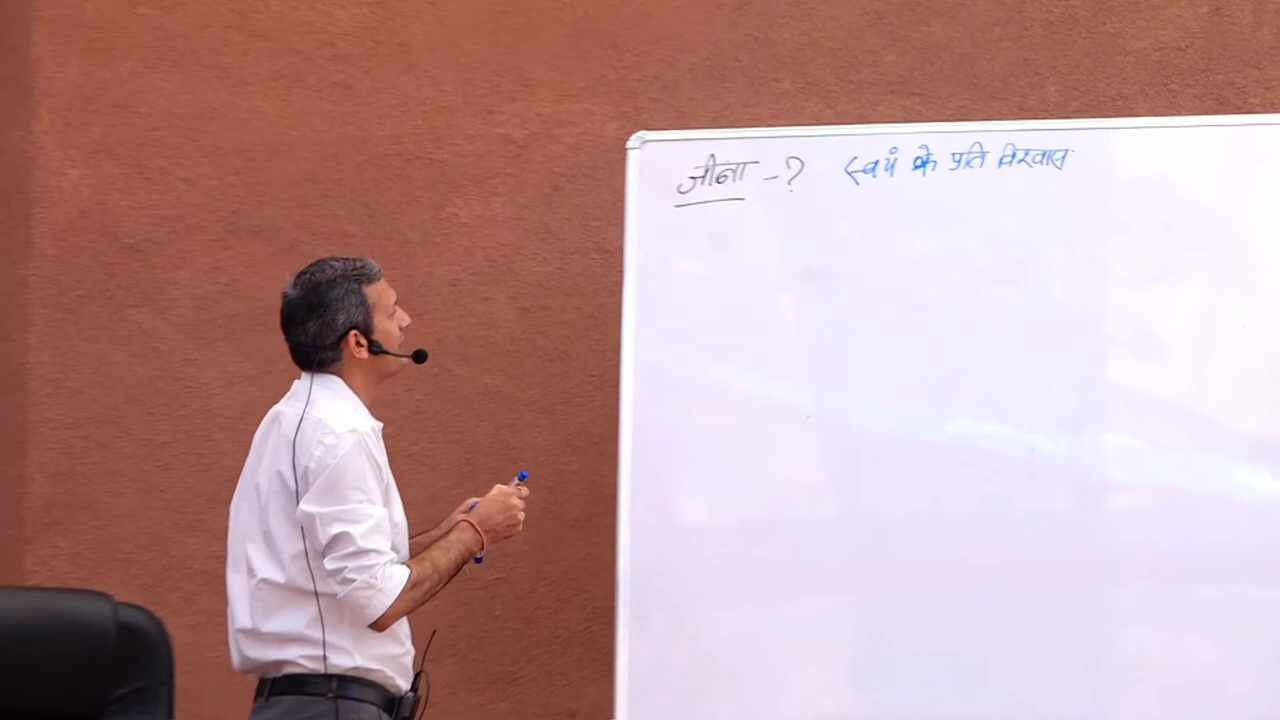 जीना - ? स्वयं के प्रति विश्वास